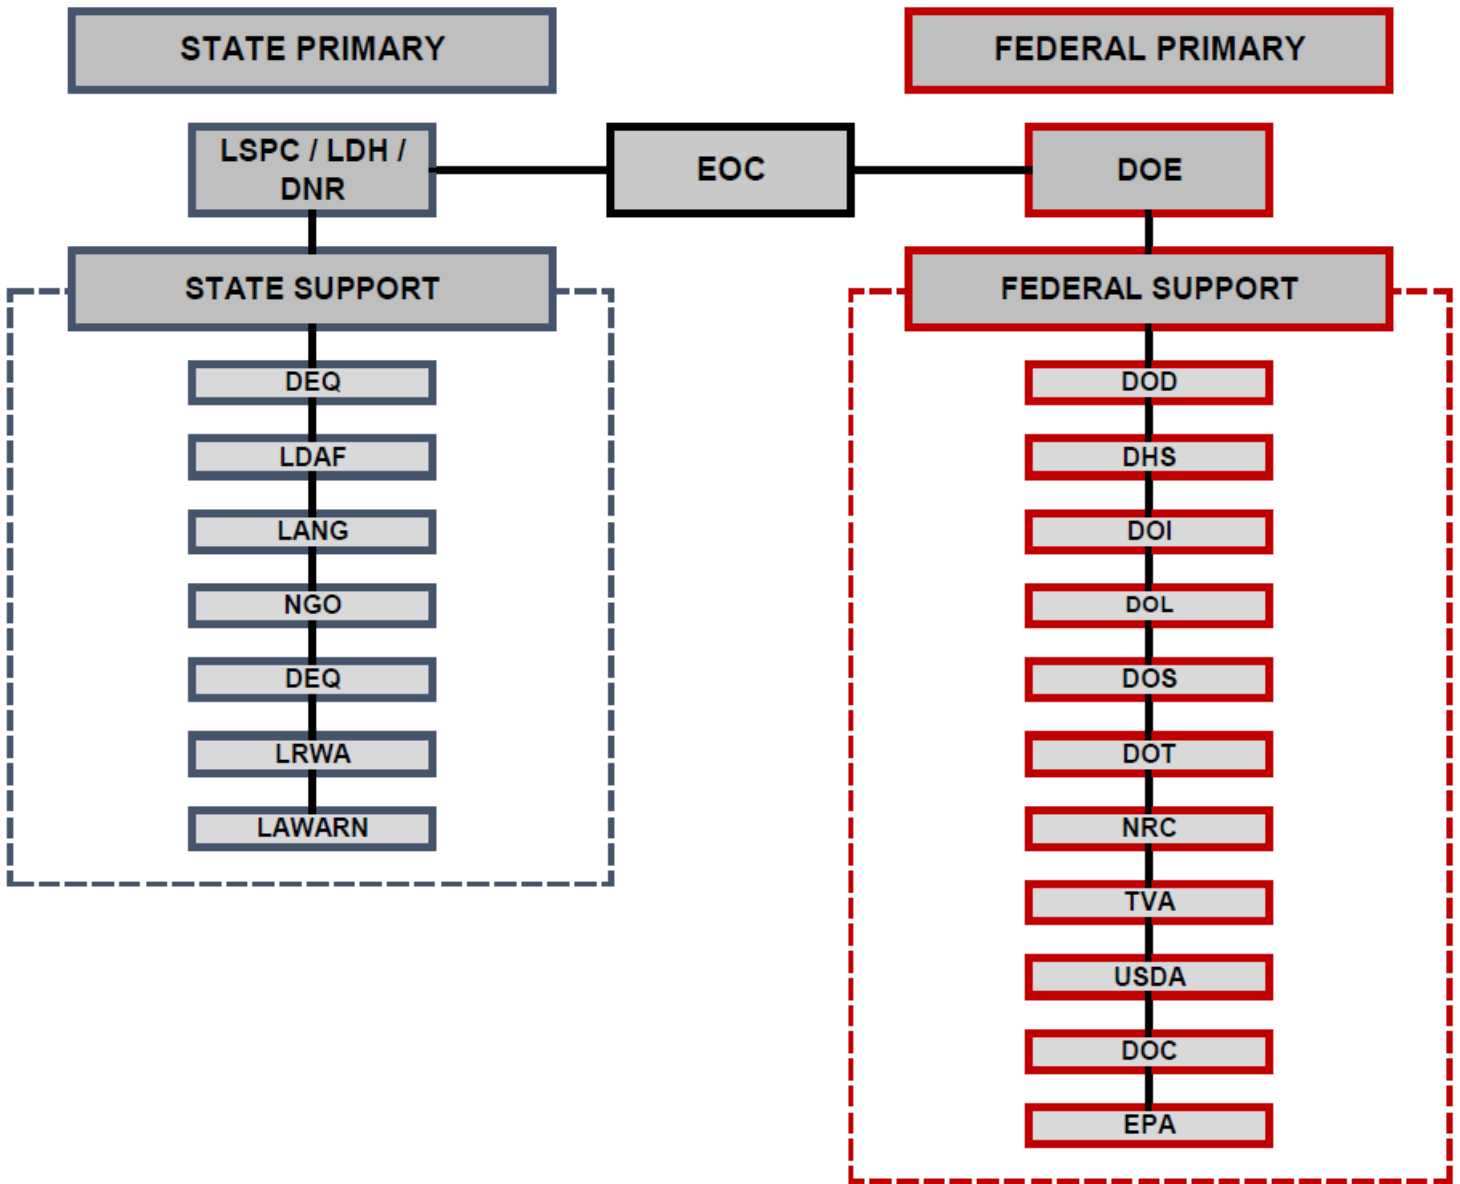 STATE PRIMARY
FEDERAL PRIMARY
LSPC / LDH /
DNR
EOC
DOE
STATE SUPPORT
FEDERAL SUPPORT
DEQ
LDAF
LANG
NGO
DEQ
LRWA
LAWARN
DOD
DHS
DOI
DOL
DOS
DOT
NRC
TVA
USDA
DOC
EPA